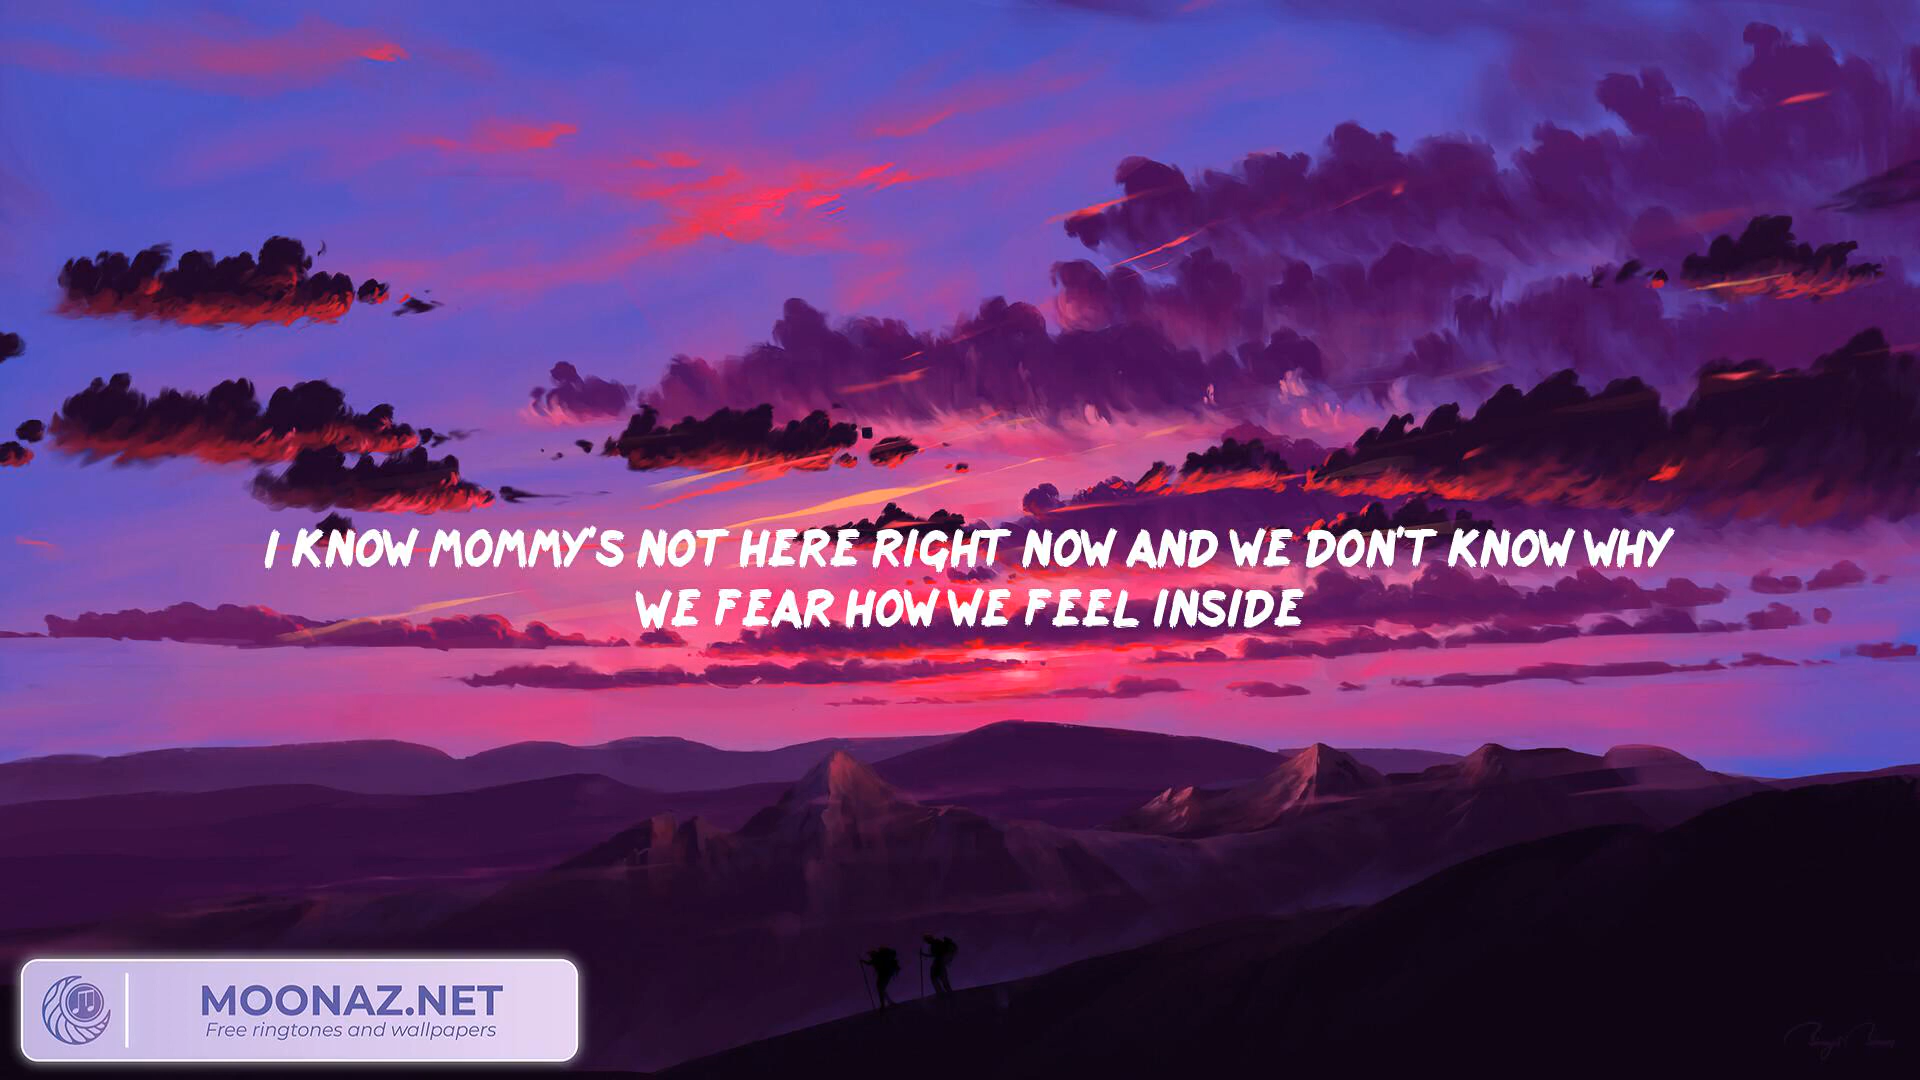 I KNOW MOMMY'S NOT HERE RIGHT NOW AND WE DON'T KNOW WHY
WE FEAR HOW WE FEEL INSIDE
MOONAZ.NET
Free ringtones and wallpapers